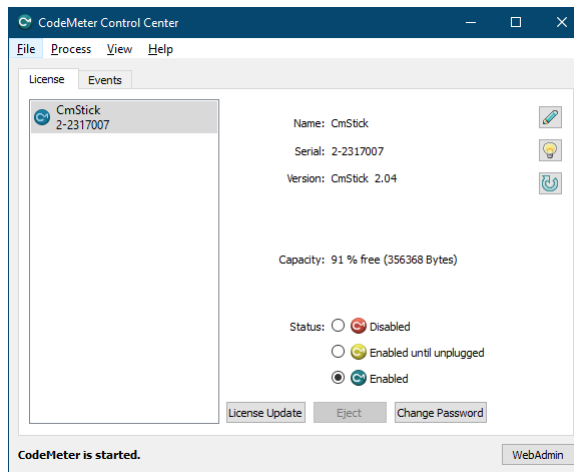 CodeMeter Control Center
File Process View Help
License Events
CmStick
2-2317007
Name: CmStick
Serial: 2-2317007
Version: CmStick 2.04
Capacity: 91 % free (356368 Bytes)
Status: Disabled
Enabled until unplugged
Enabled
License Update Eject Change Password
CodeMeter is started. WebAdmin